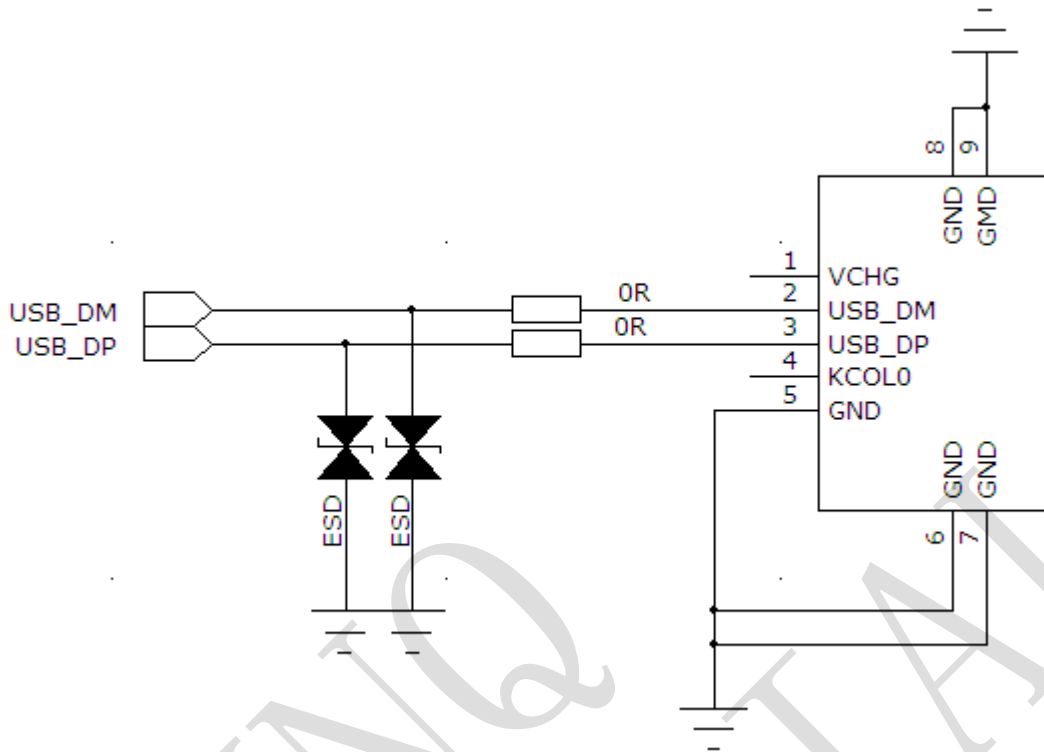 8
9
GND
GMD
1
VCHG
USB_DM
0R
2
USB_DM
USB_DP
0R
3
USB_DP
4
KCOL0
5
GND
ESD
ESD
GND
GND
6
7